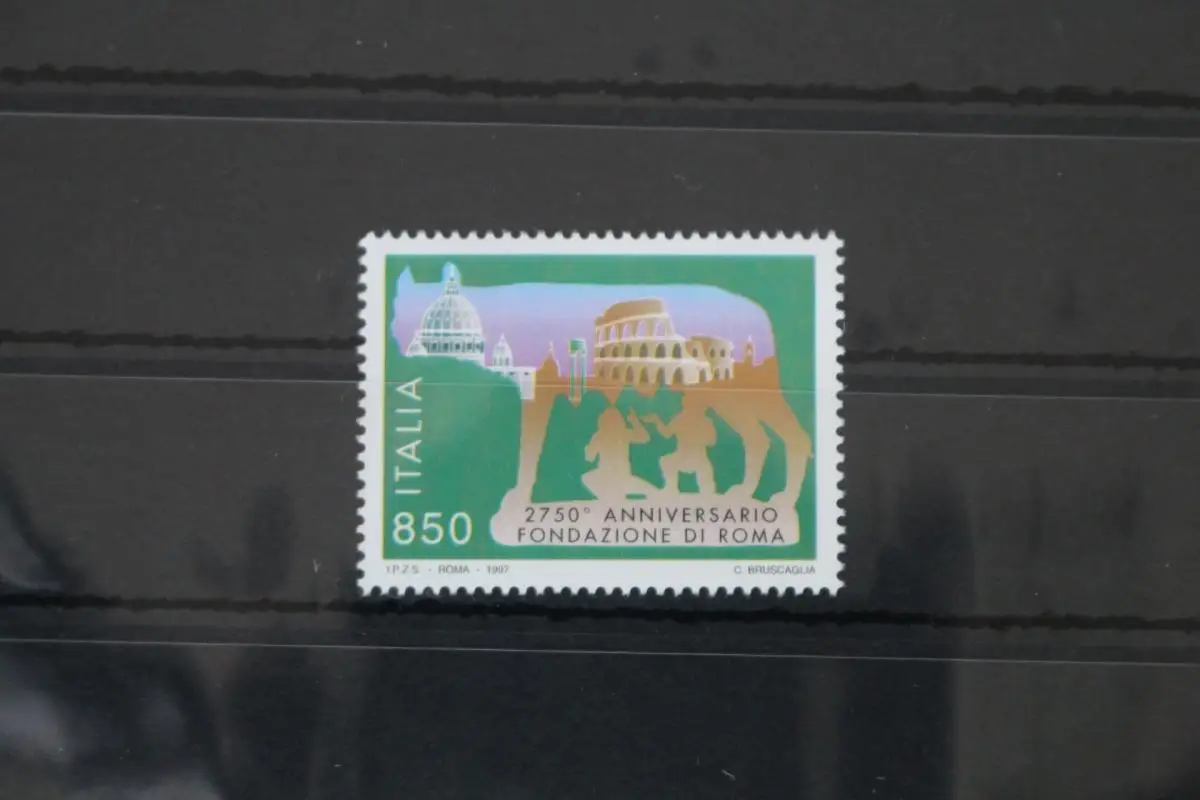 ITALIA
850
2750° ANNIVERSARIO
FONDAZIONE DI ROMA
I.P.Z.S. - ROMA - 1997
C. BRUSCAGLIA